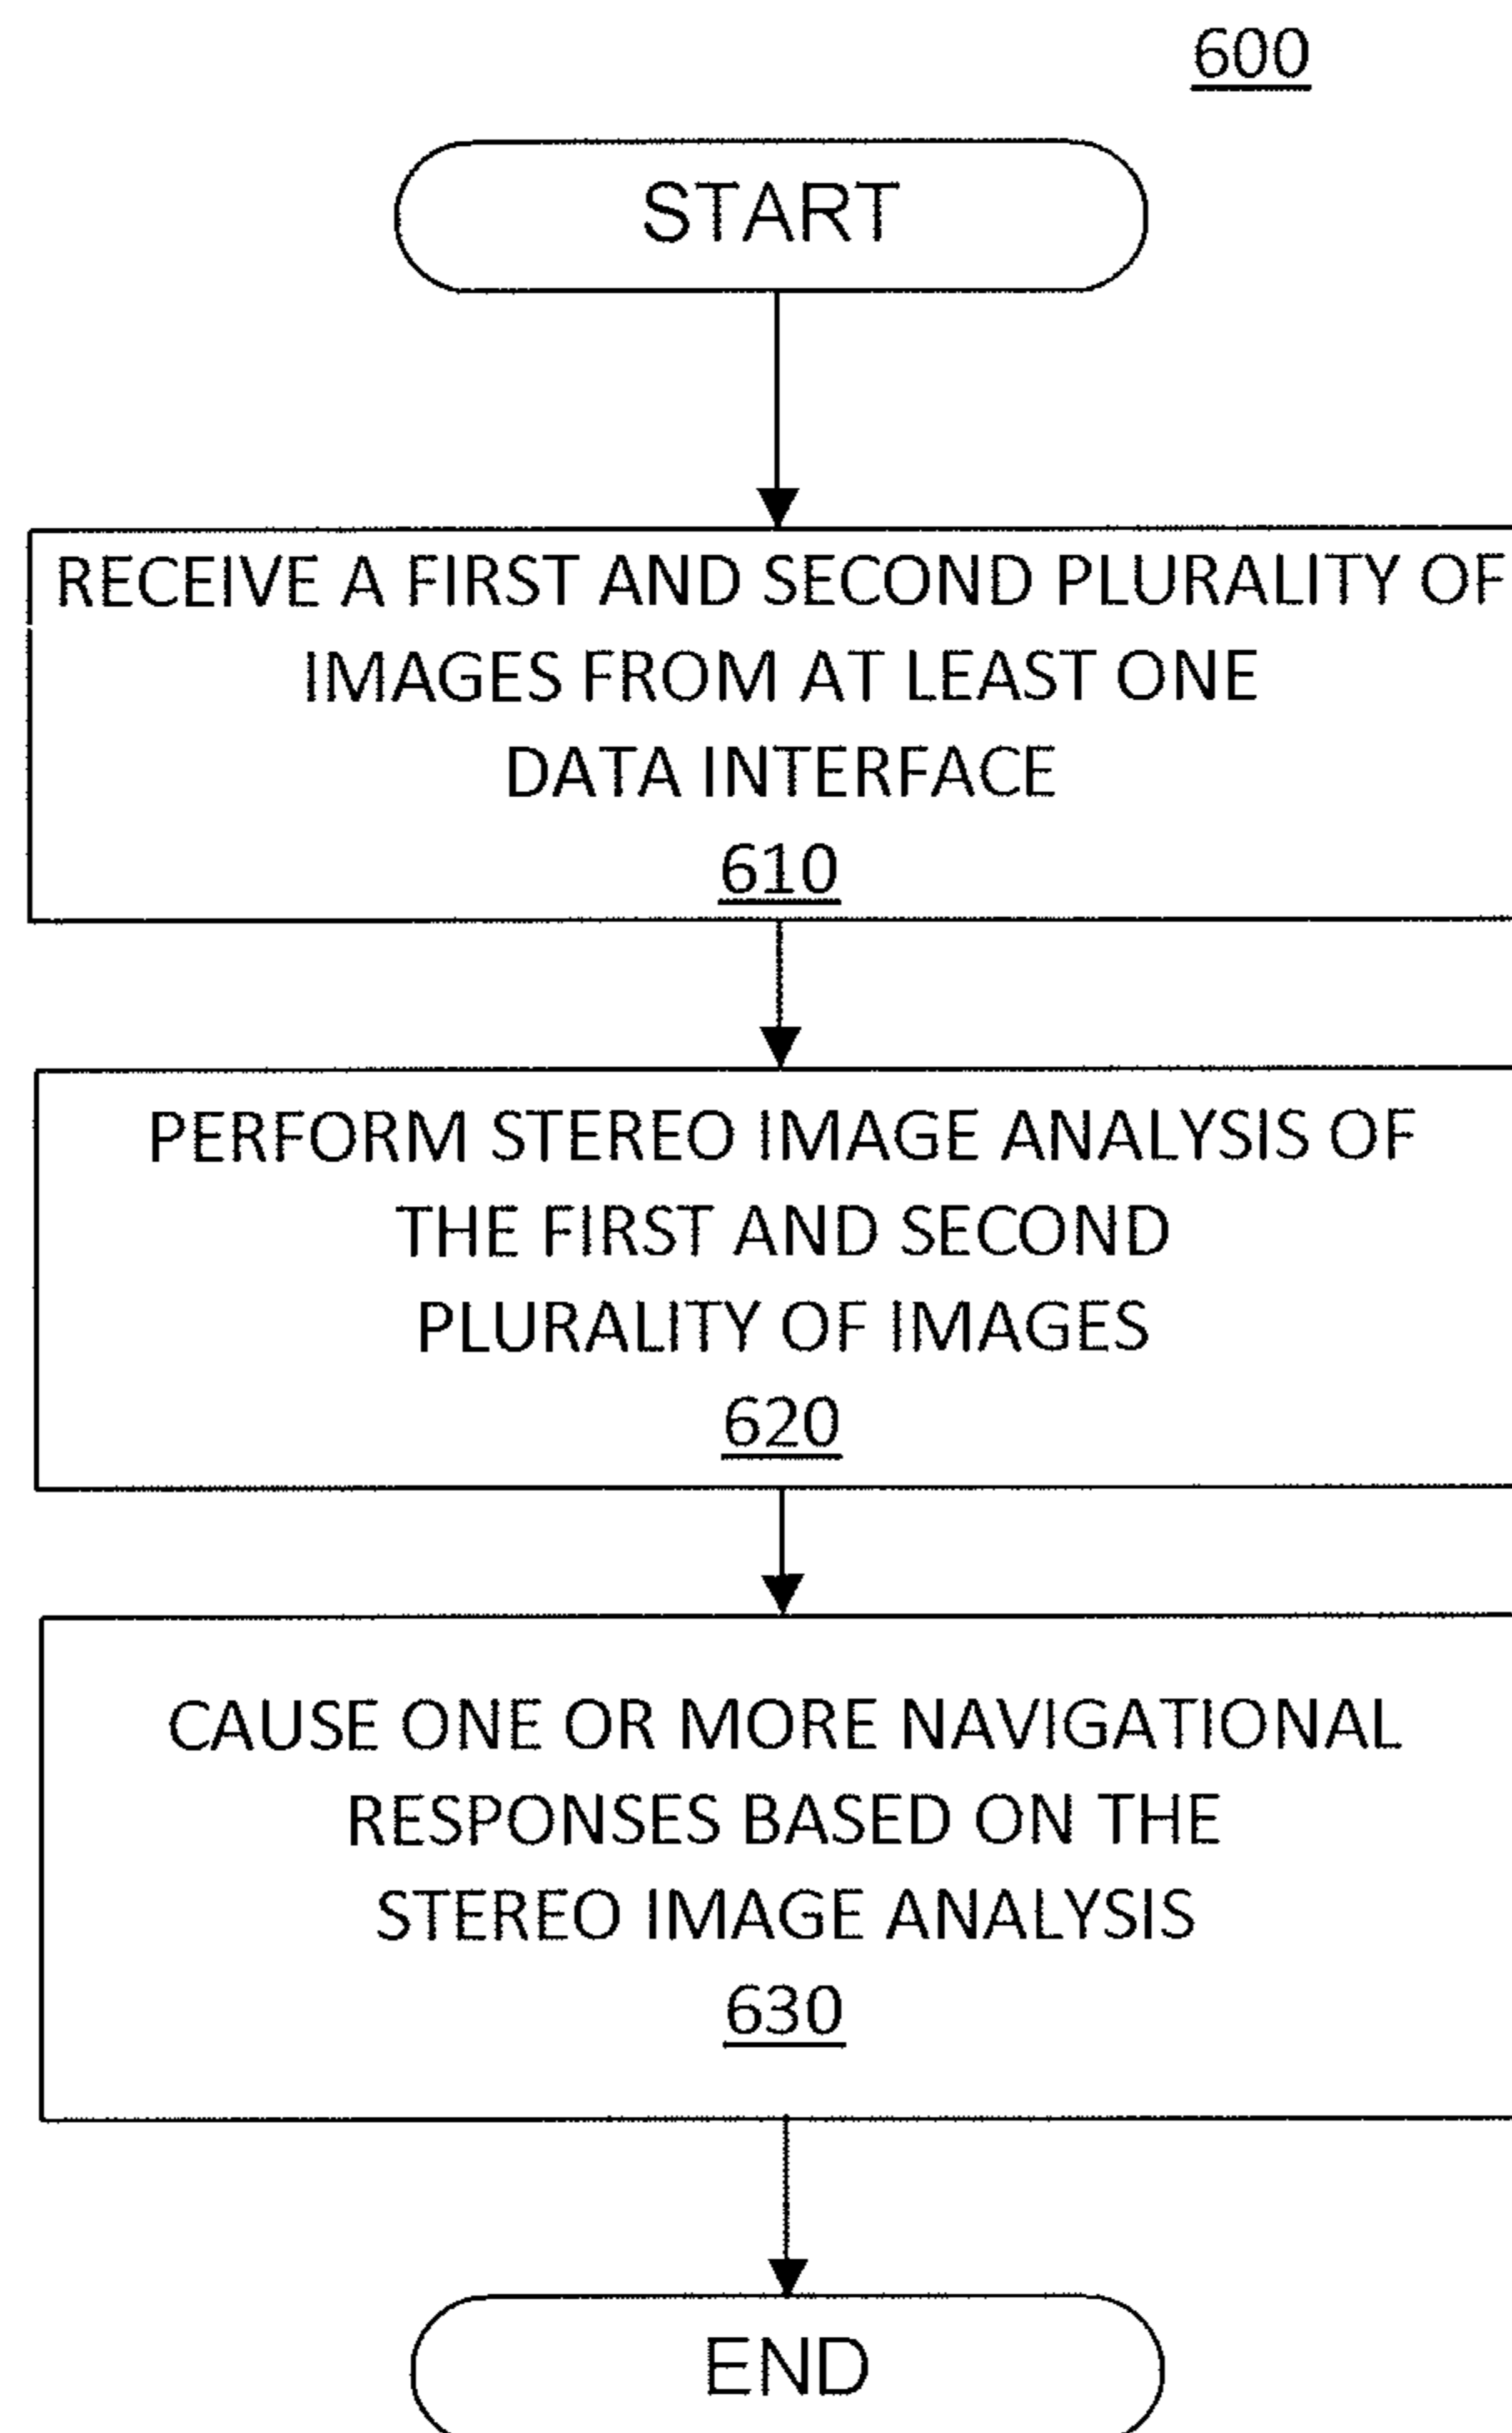 600
START
RECEIVE A FIRST AND SECOND PLURALITY OF
IMAGES FROM AT LEAST ONE
DATA INTERFACE
610
PERFORM STEREO IMAGE ANALYSIS OF
THE FIRST AND SECOND
PLURALITY OF IMAGES
620
CAUSE ONE OR MORE NAVIGATIONAL
RESPONSES BASED ON THE
STEREO IMAGE ANALYSIS
630
END